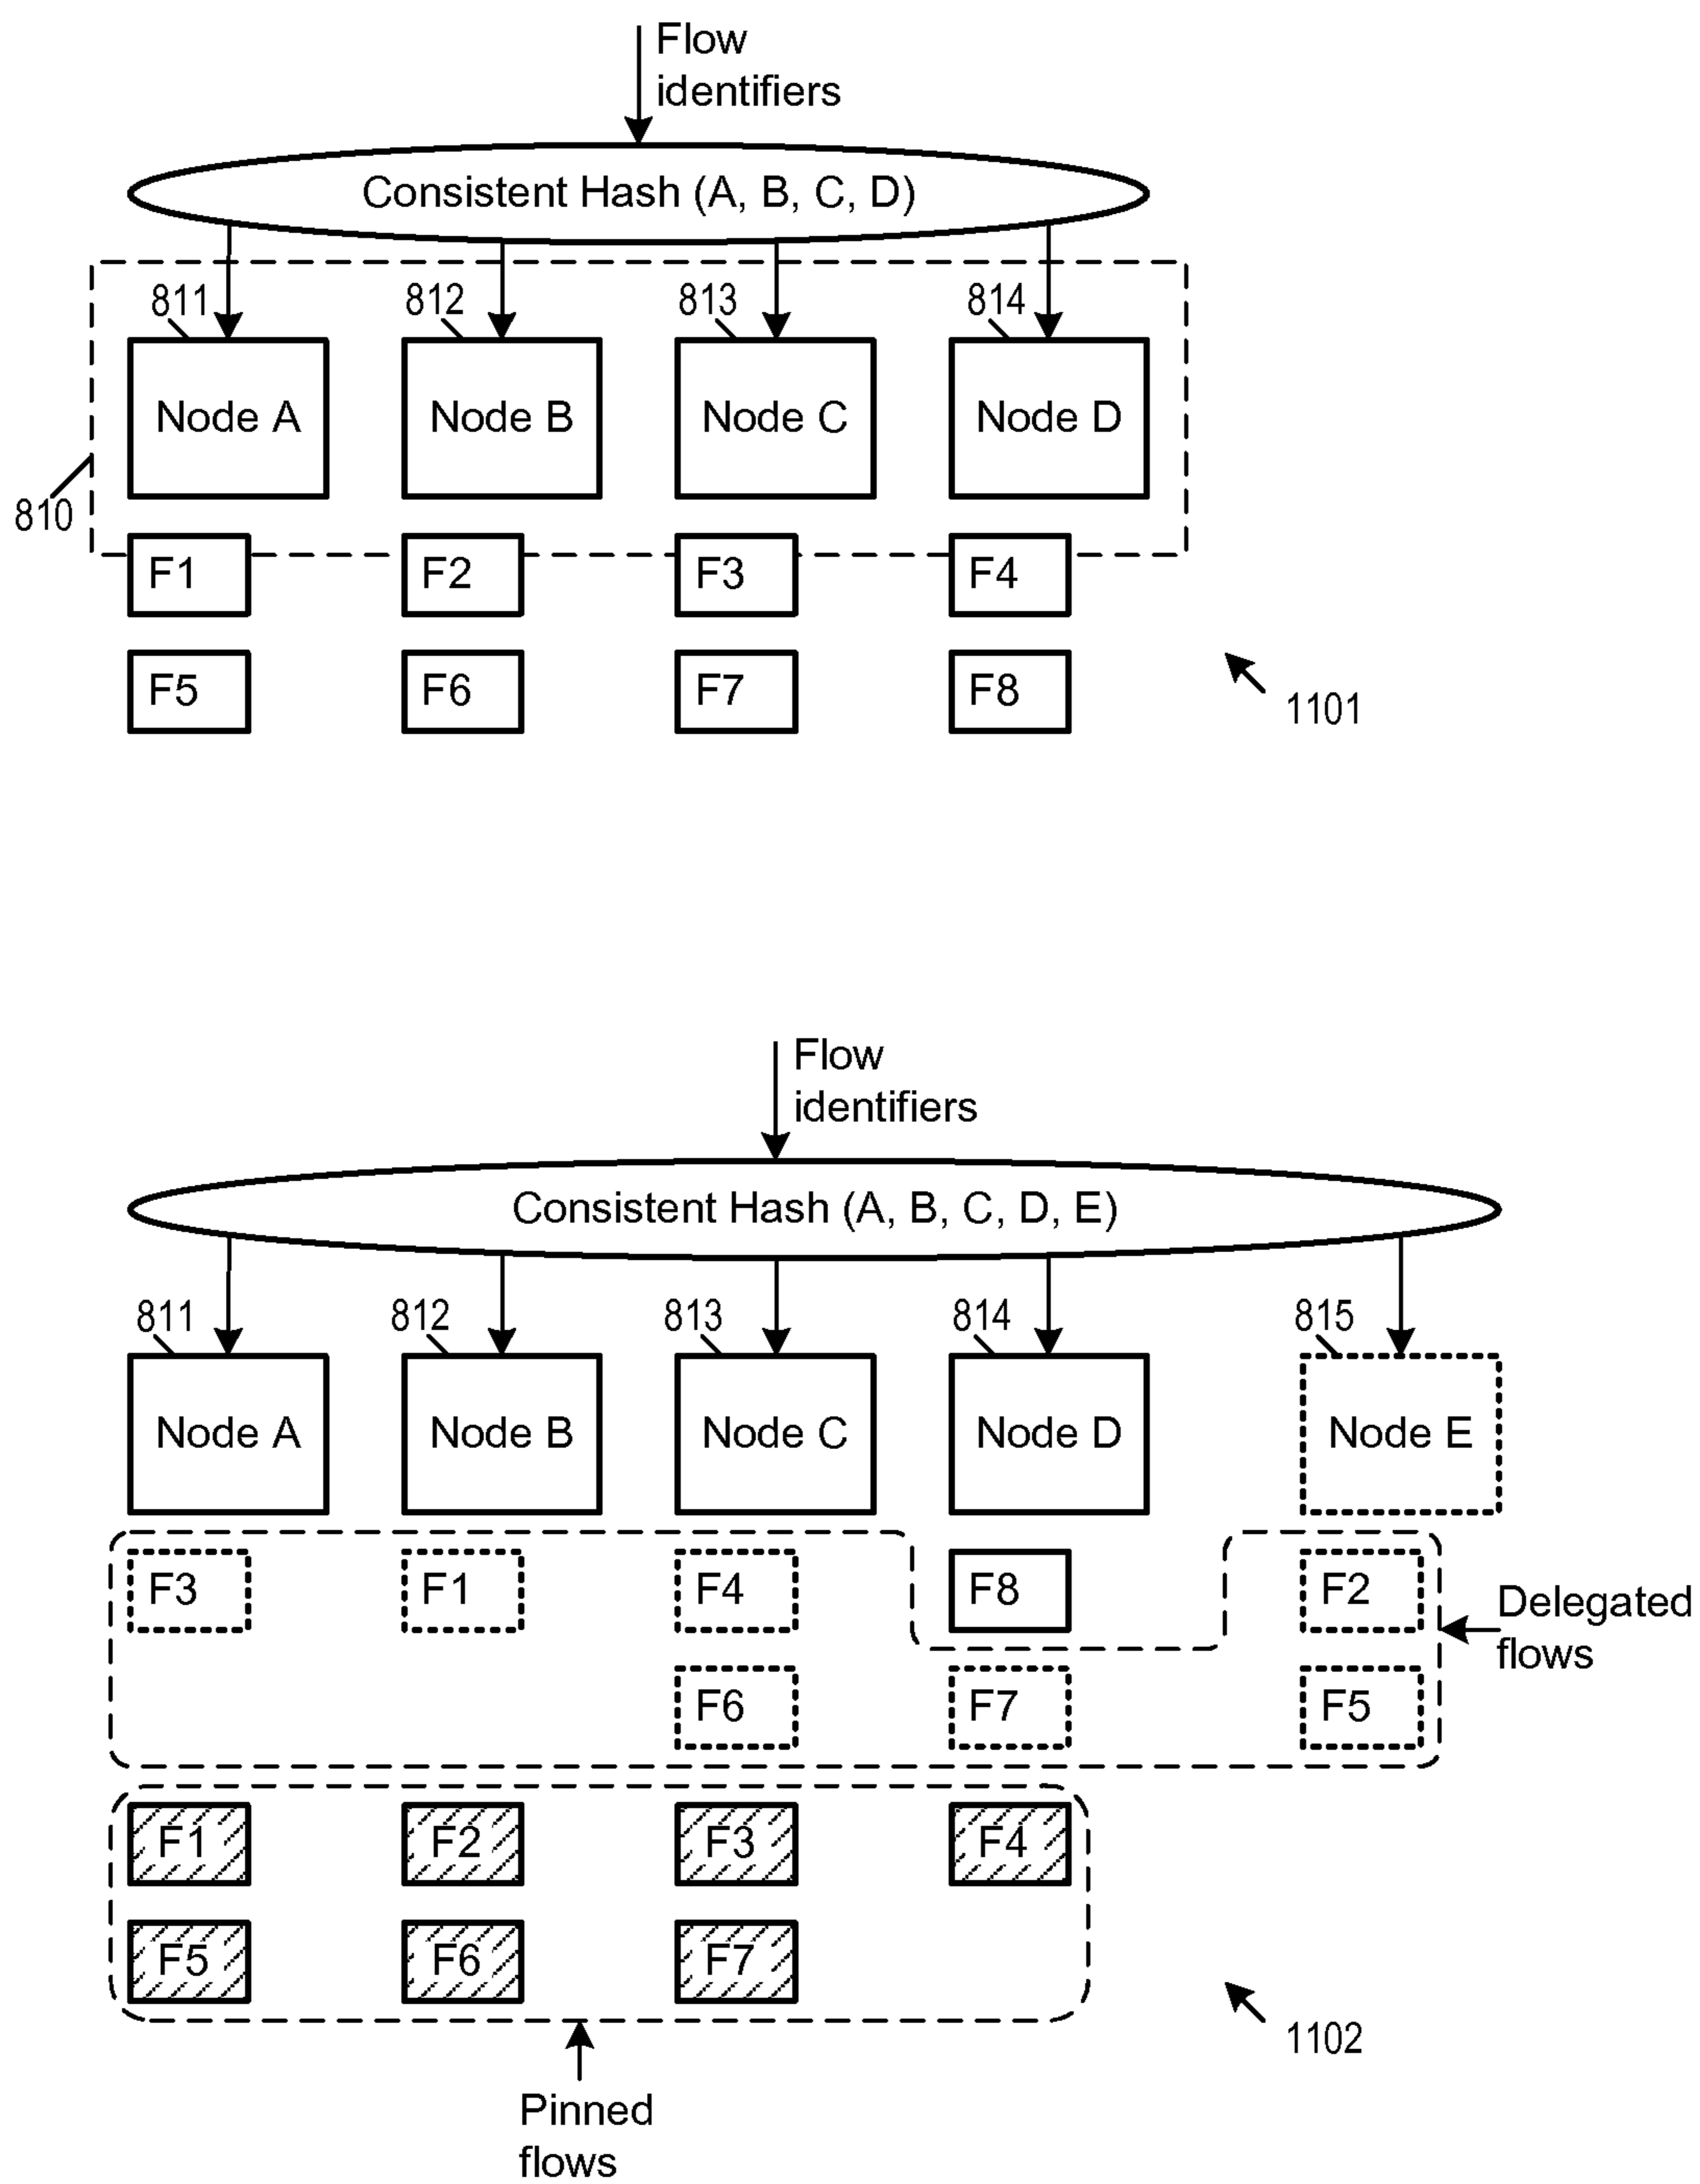 Flow
identifiers
Consistent Hash (A, B, C, D)
811 812 813 814
Node A Node B Node C Node D
810
F1 F2 F3 F4
F5 F6 F7 F8
1101
Flow
identifiers
Consistent Hash (A, B, C, D, E)
811 812 813 814 815
Node A Node B Node C Node D Node E
F3 F1 F4 F8 F2
Delegated
flows
F6 F7 F5
F1 F2 F3 F4
F5 F6 F7
1102
Pinned
flows